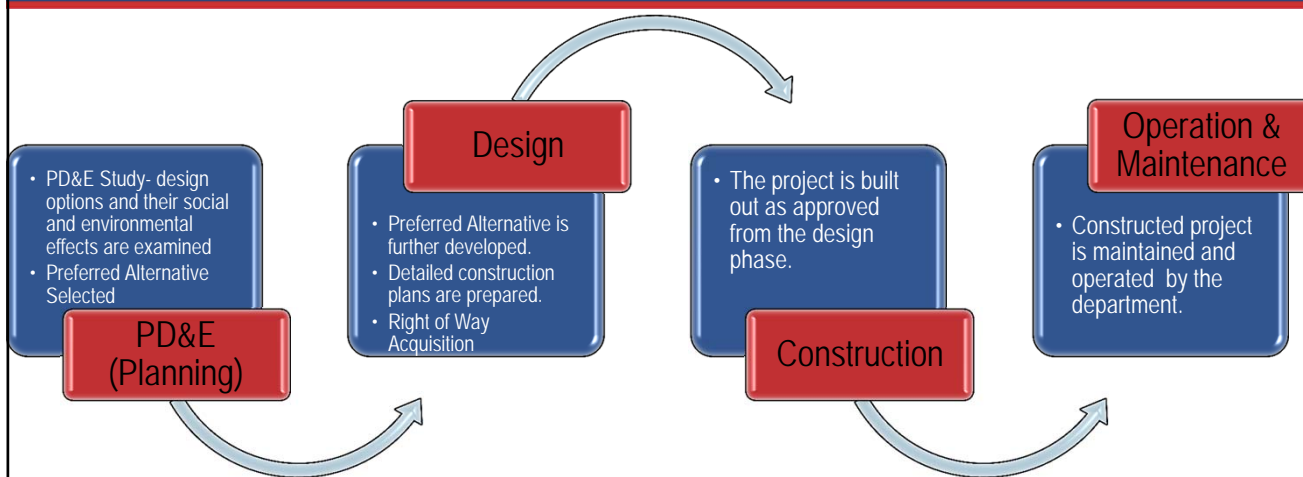 • PD&E Study- design
options and their social
and environmental
effects are examined
• Preferred Alternative
Selected
PD&E
(Planning)
Design
• Preferred Alternative is
further developed.
• Detailed construction
plans are prepared.
• Right of Way
Acquisition
• The project is built
out as approved
from the design
phase.
Construction
Operation &
Maintenance
• Constructed project
is maintained and
operated  by the
department.